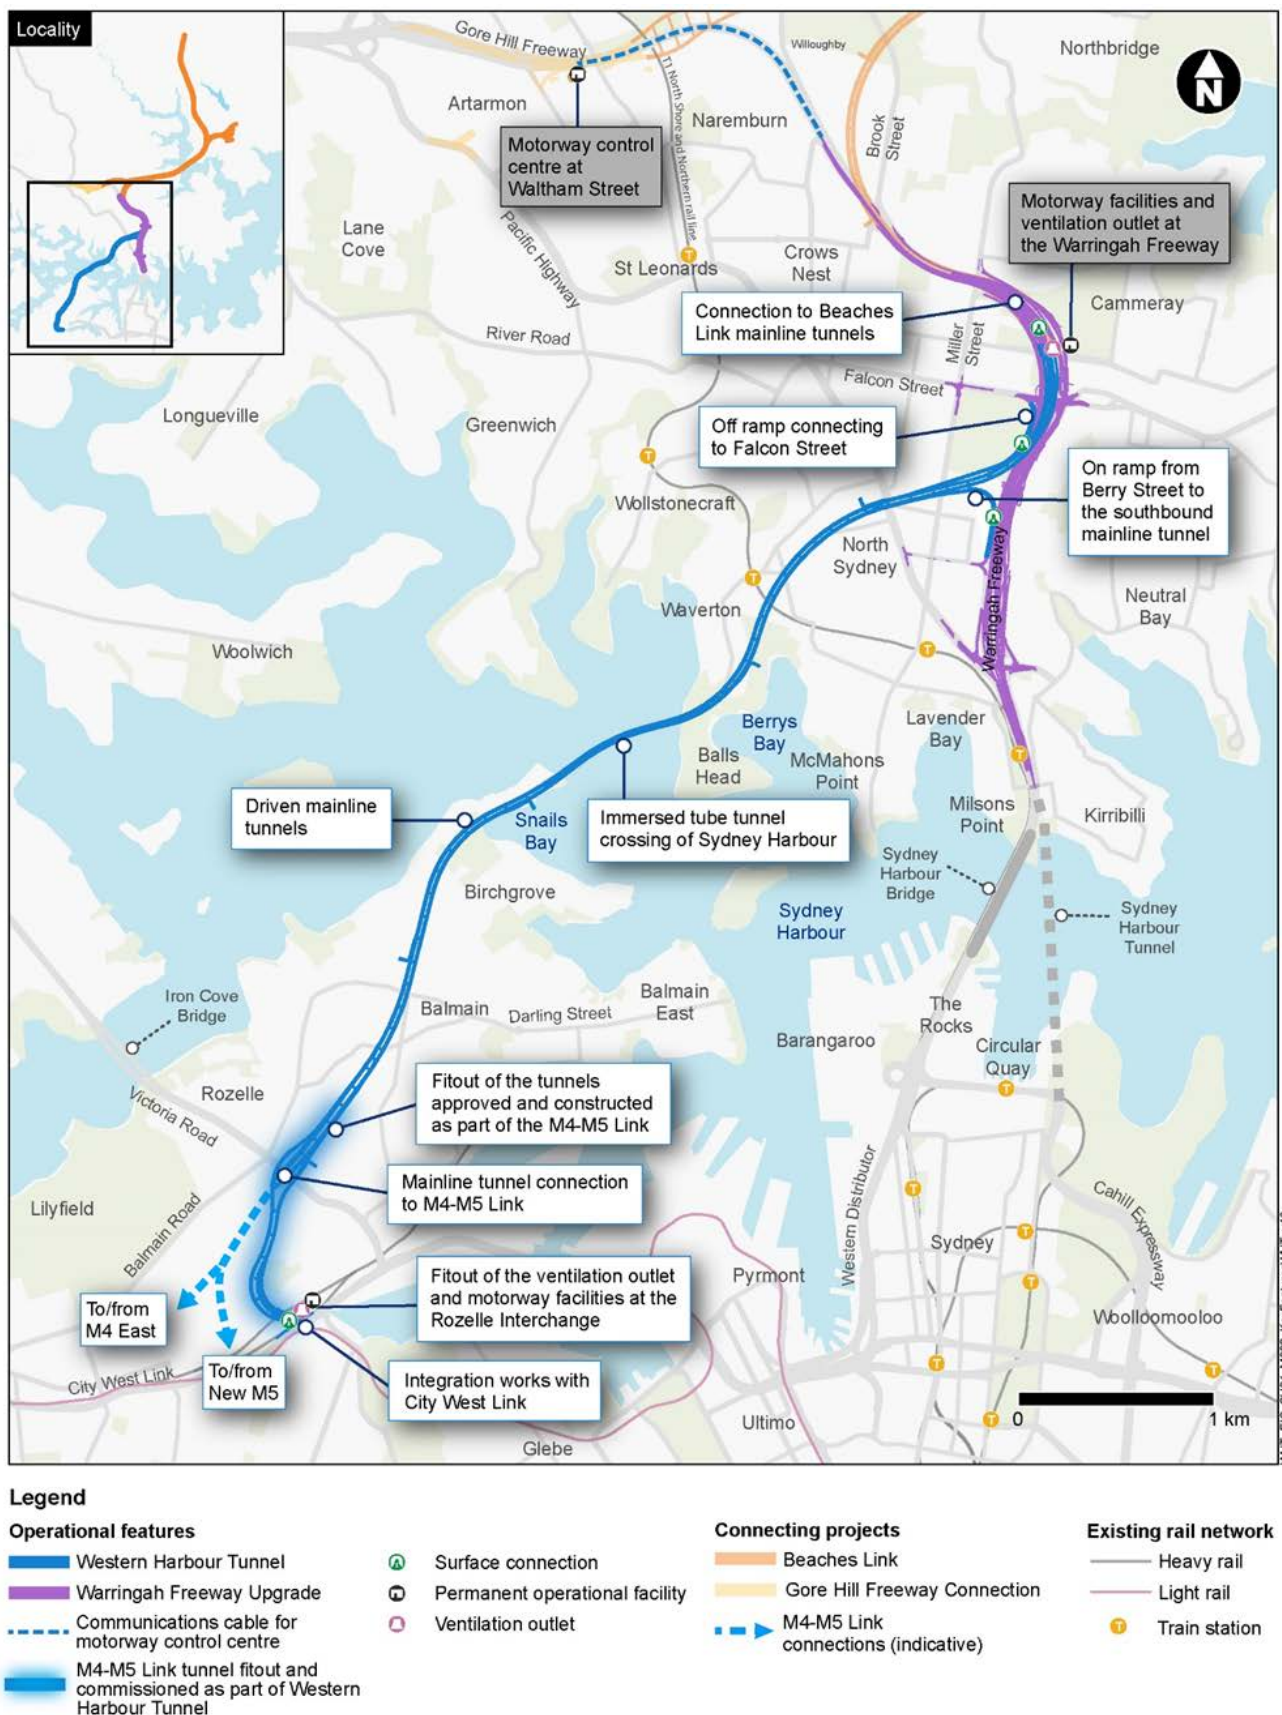 Locality
Gore Hill Freeway
Willoughby
Northbridge
N
Artarmon
T1 North Shore and Northern rail line
Naremburn
Brook
Street
Motorway control
centre at
Waltham Street
Motorway facilities and
ventilation outlet at
the Warringah Freeway
Lane
Cove
Pacific Highway
St Leonards
Crows
Nest
Cammeray
Connection to Beaches
Link mainline tunnels
Miller
Street
River Road
Falcon Street
Longueville
Greenwich
Off ramp connecting
to Falcon Street
On ramp from
Berry Street to
the southbound
mainline tunnel
Wollstonecraft
North
Sydney
Warringah Freeway
Waverton
Neutral
Bay
Woolwich
Berrys
Bay
Lavender
Bay
Balls
Head
McMahons
Point
Driven mainline
tunnels
Snails
Bay
Immersed tube tunnel
crossing of Sydney Harbour
Milsons
Point
Kirribilli
Sydney
Harbour
Bridge
Birchgrove
Sydney
Harbour
Sydney
Harbour
Tunnel
Iron Cove
Bridge
Balmain
Darling Street
Balmain
East
The
Rocks
Barangaroo
Circular
Quay
Rozelle
Victoria Road
Fitout of the tunnels
approved and constructed
as part of the M4-M5 Link
Mainline tunnel connection
to M4-M5 Link
Lilyfield
Balmain Road
Western Distributor
Cahill Expressway
Sydney
Pyrmont
Fitout of the ventilation outlet
and motorway facilities at the
Rozelle Interchange
To/from
M4 East
Woolloomooloo
To/from
New M5
City West Link
Integration works with
City West Link
0 1 km
Ultimo
Glebe
Legend
Operational features
Western Harbour Tunnel
Warringah Freeway Upgrade
Communications cable for
motorway control centre
M4-M5 Link tunnel fitout and
commissioned as part of Western
Harbour Tunnel
Surface connection
Permanent operational facility
Ventilation outlet
Connecting projects
Beaches Link
Gore Hill Freeway Connection
M4-M5 Link
connections (indicative)
Existing rail network
Heavy rail
Light rail
T Train station